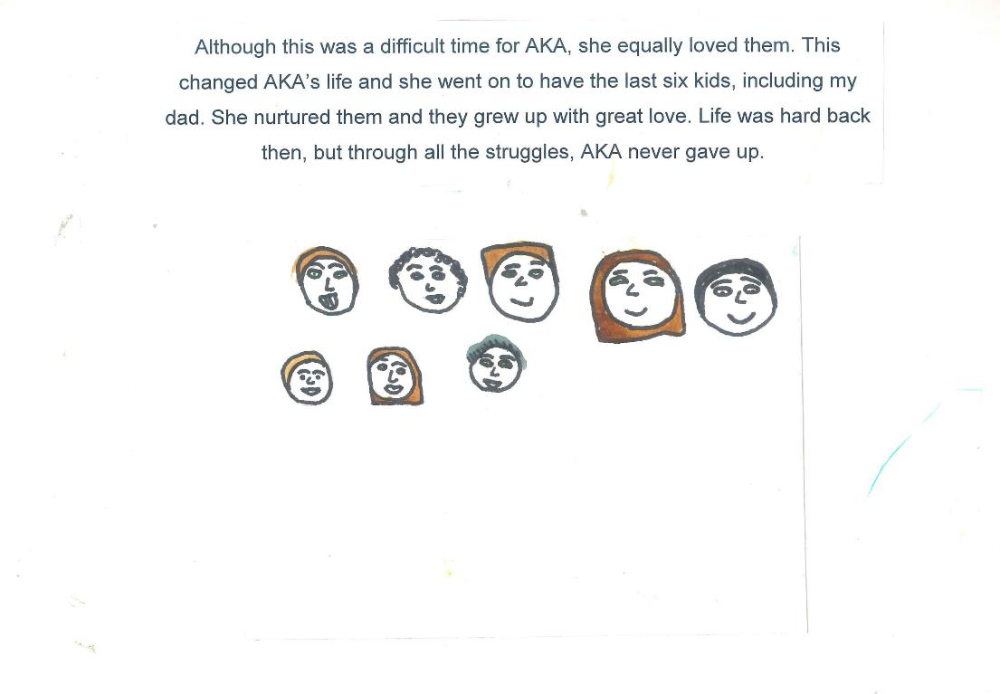 Although this was a difficult time for AKA, she equally loved them. This
changed AKA's life and she went on to have the last six kids, including my
dad. She nurtured them and they grew up with great love. Life was hard back
then, but through all the struggles, AKA never gave up.